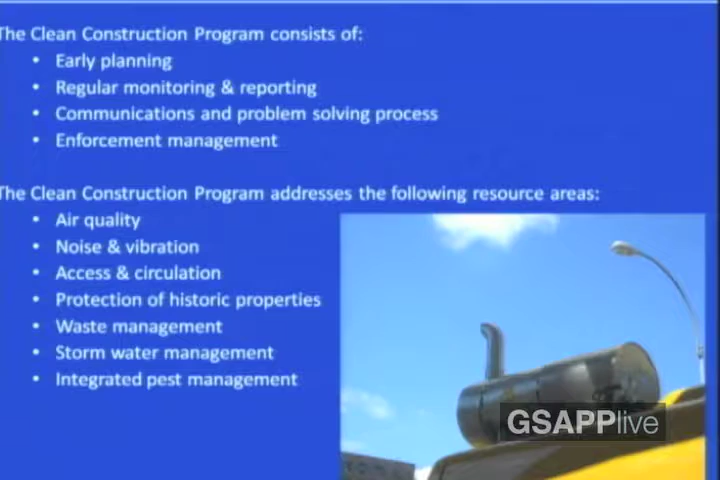 The Clean Construction Program consists of:
• Early planning
• Regular monitoring & reporting
• Communications and problem solving process
• Enforcement management
The Clean Construction Program addresses the following resource areas:
• Air quality
• Noise & vibration
• Access & circulation
• Protection of historic properties
• Waste management
• Storm water management
• Integrated pest management
GSAPPlive